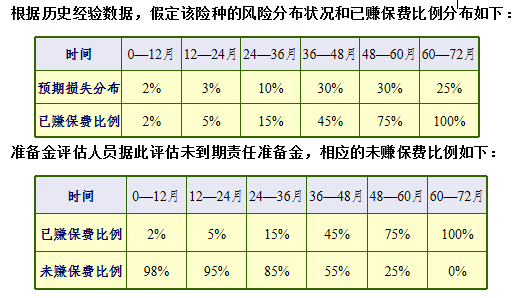 根据历史经验数据，假定该险种的风险分布状况和已赚保费比例分布如下：
时间 0—12月 12—24月 24—36月 36—48月 48—60月 60—72月
预期损失分布 2% 3% 10% 30% 30% 25%
已赚保费比例 2% 5% 15% 45% 75% 100%
准备金评估人员据此评估未到期责任准备金，相应的未赚保费比例如下：
时间 0—12月 12—24月 24—36月 36—48月 48—60月 60—72月
已赚保费比例 2% 5% 15% 45% 75% 100%
未赚保费比例 98% 95% 85% 55% 25% 0%